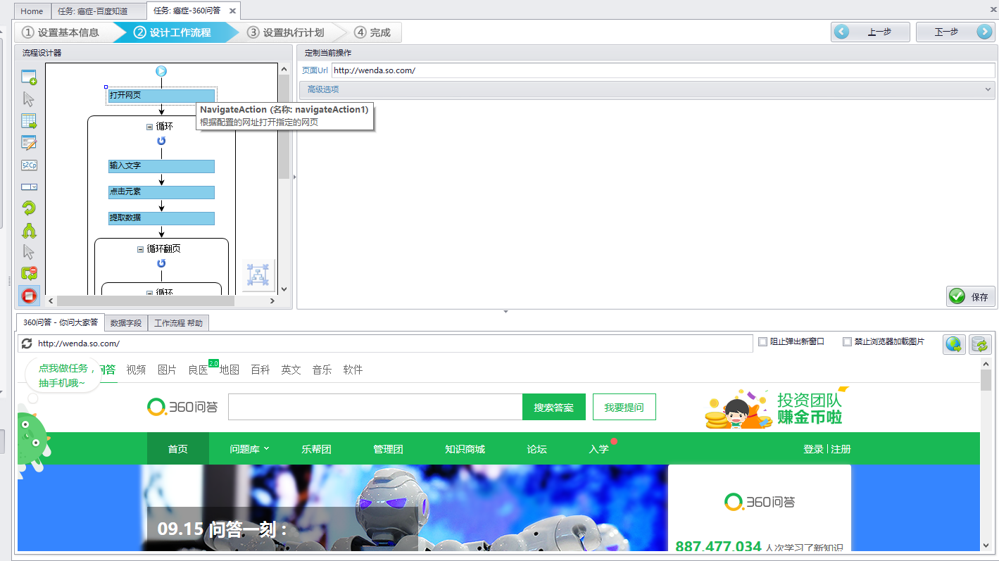 Home
任务: 癌症-百度知道
任务: 癌症-360问答
① 设置基本信息
② 设计工作流程
③ 设置执行计划
④ 完成
上一步
下一步
流程设计器
定制当前操作
页面Url
http://wenda.so.com/
高级选项
打开网页
NavigateAction (名称: navigateAction1)
根据配置的网址打开指定的网页
循环
输入文字
点击元素
提取数据
循环翻页
循环
保存
360问答 - 你问大家答
数据字段
工作流程 帮助
http://wenda.so.com/
阻止弹出新窗口
禁止浏览器加载图片
点我做任务，
抽手机哦~
问答
视频
图片
良医
2.0
地图
百科
英文
音乐
软件
360问答
搜索答案
我要提问
投资团队
赚金币啦
首页
问题库
乐帮团
管理团
知识商城
论坛
入学
登录 | 注册
09.15 问答一刻：
360问答
887,477,034 人次学习了新知识